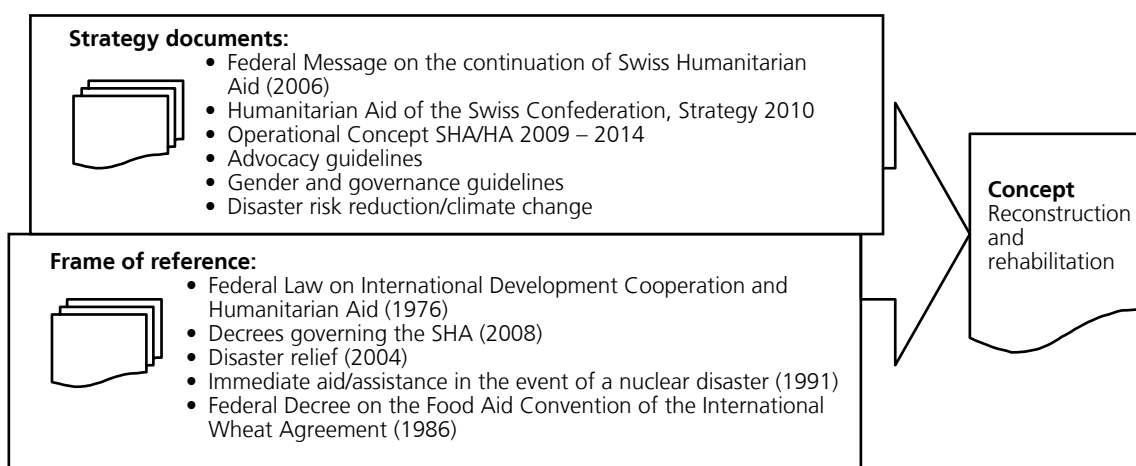 Strategy documents:
• Federal Message on the continuation of Swiss Humanitarian
Aid (2006)
• Humanitarian Aid of the Swiss Confederation, Strategy 2010
• Operational Concept SHA/HA 2009 – 2014
• Advocacy guidelines
• Gender and governance guidelines
• Disaster risk reduction/climate change
Frame of reference:
• Federal Law on International Development Cooperation and
Humanitarian Aid (1976)
• Decrees governing the SHA (2008)
• Disaster relief (2004)
• Immediate aid/assistance in the event of a nuclear disaster (1991)
• Federal Decree on the Food Aid Convention of the International
Wheat Agreement (1986)
Concept
Reconstruction
and
rehabilitation